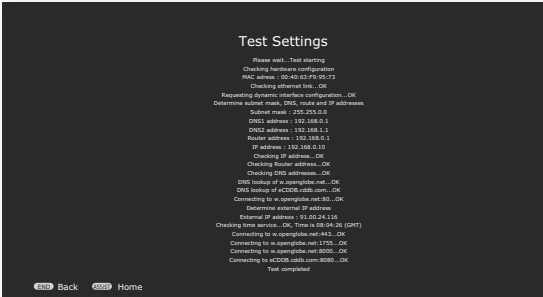 Test Settings
Please wait...Test starting
Checking hardware configuration
MAC adress : 00:40:63:F9:95:73
Checking ethernet link...OK
Raquesting dynamic interface configuration...OK
Determine subnet mask, DNS, route and IP addresses
Subnet mask : 255.255.0.0
DNS1 address : 192.168.0.1
DNS2 address : 192.168.1.1
Router address : 192.168.0.1
IP address : 192.168.0.10
Checking IP address...OK
Checking Router address...OK
Checking DNS addresses...OK
DNS lookup of w.openglobe.net...OK
DNS lookup of eCDDB.cddb.com...OK
Connecting to w.openglobe.net:80...OK
Determine external IP address
External IP address : 91.00.24.116
Checking time service...OK, Time is 08:04:26 (GMT)
Connecting to w.openglobe.net:443...OK
Connecting to w.openglobe.net:1755...OK
Connecting to w.openglobe.net:8000...OK
Connecting to eCDDB.cddb.com:8080...OK
Test completed
END Back ASSIST Home